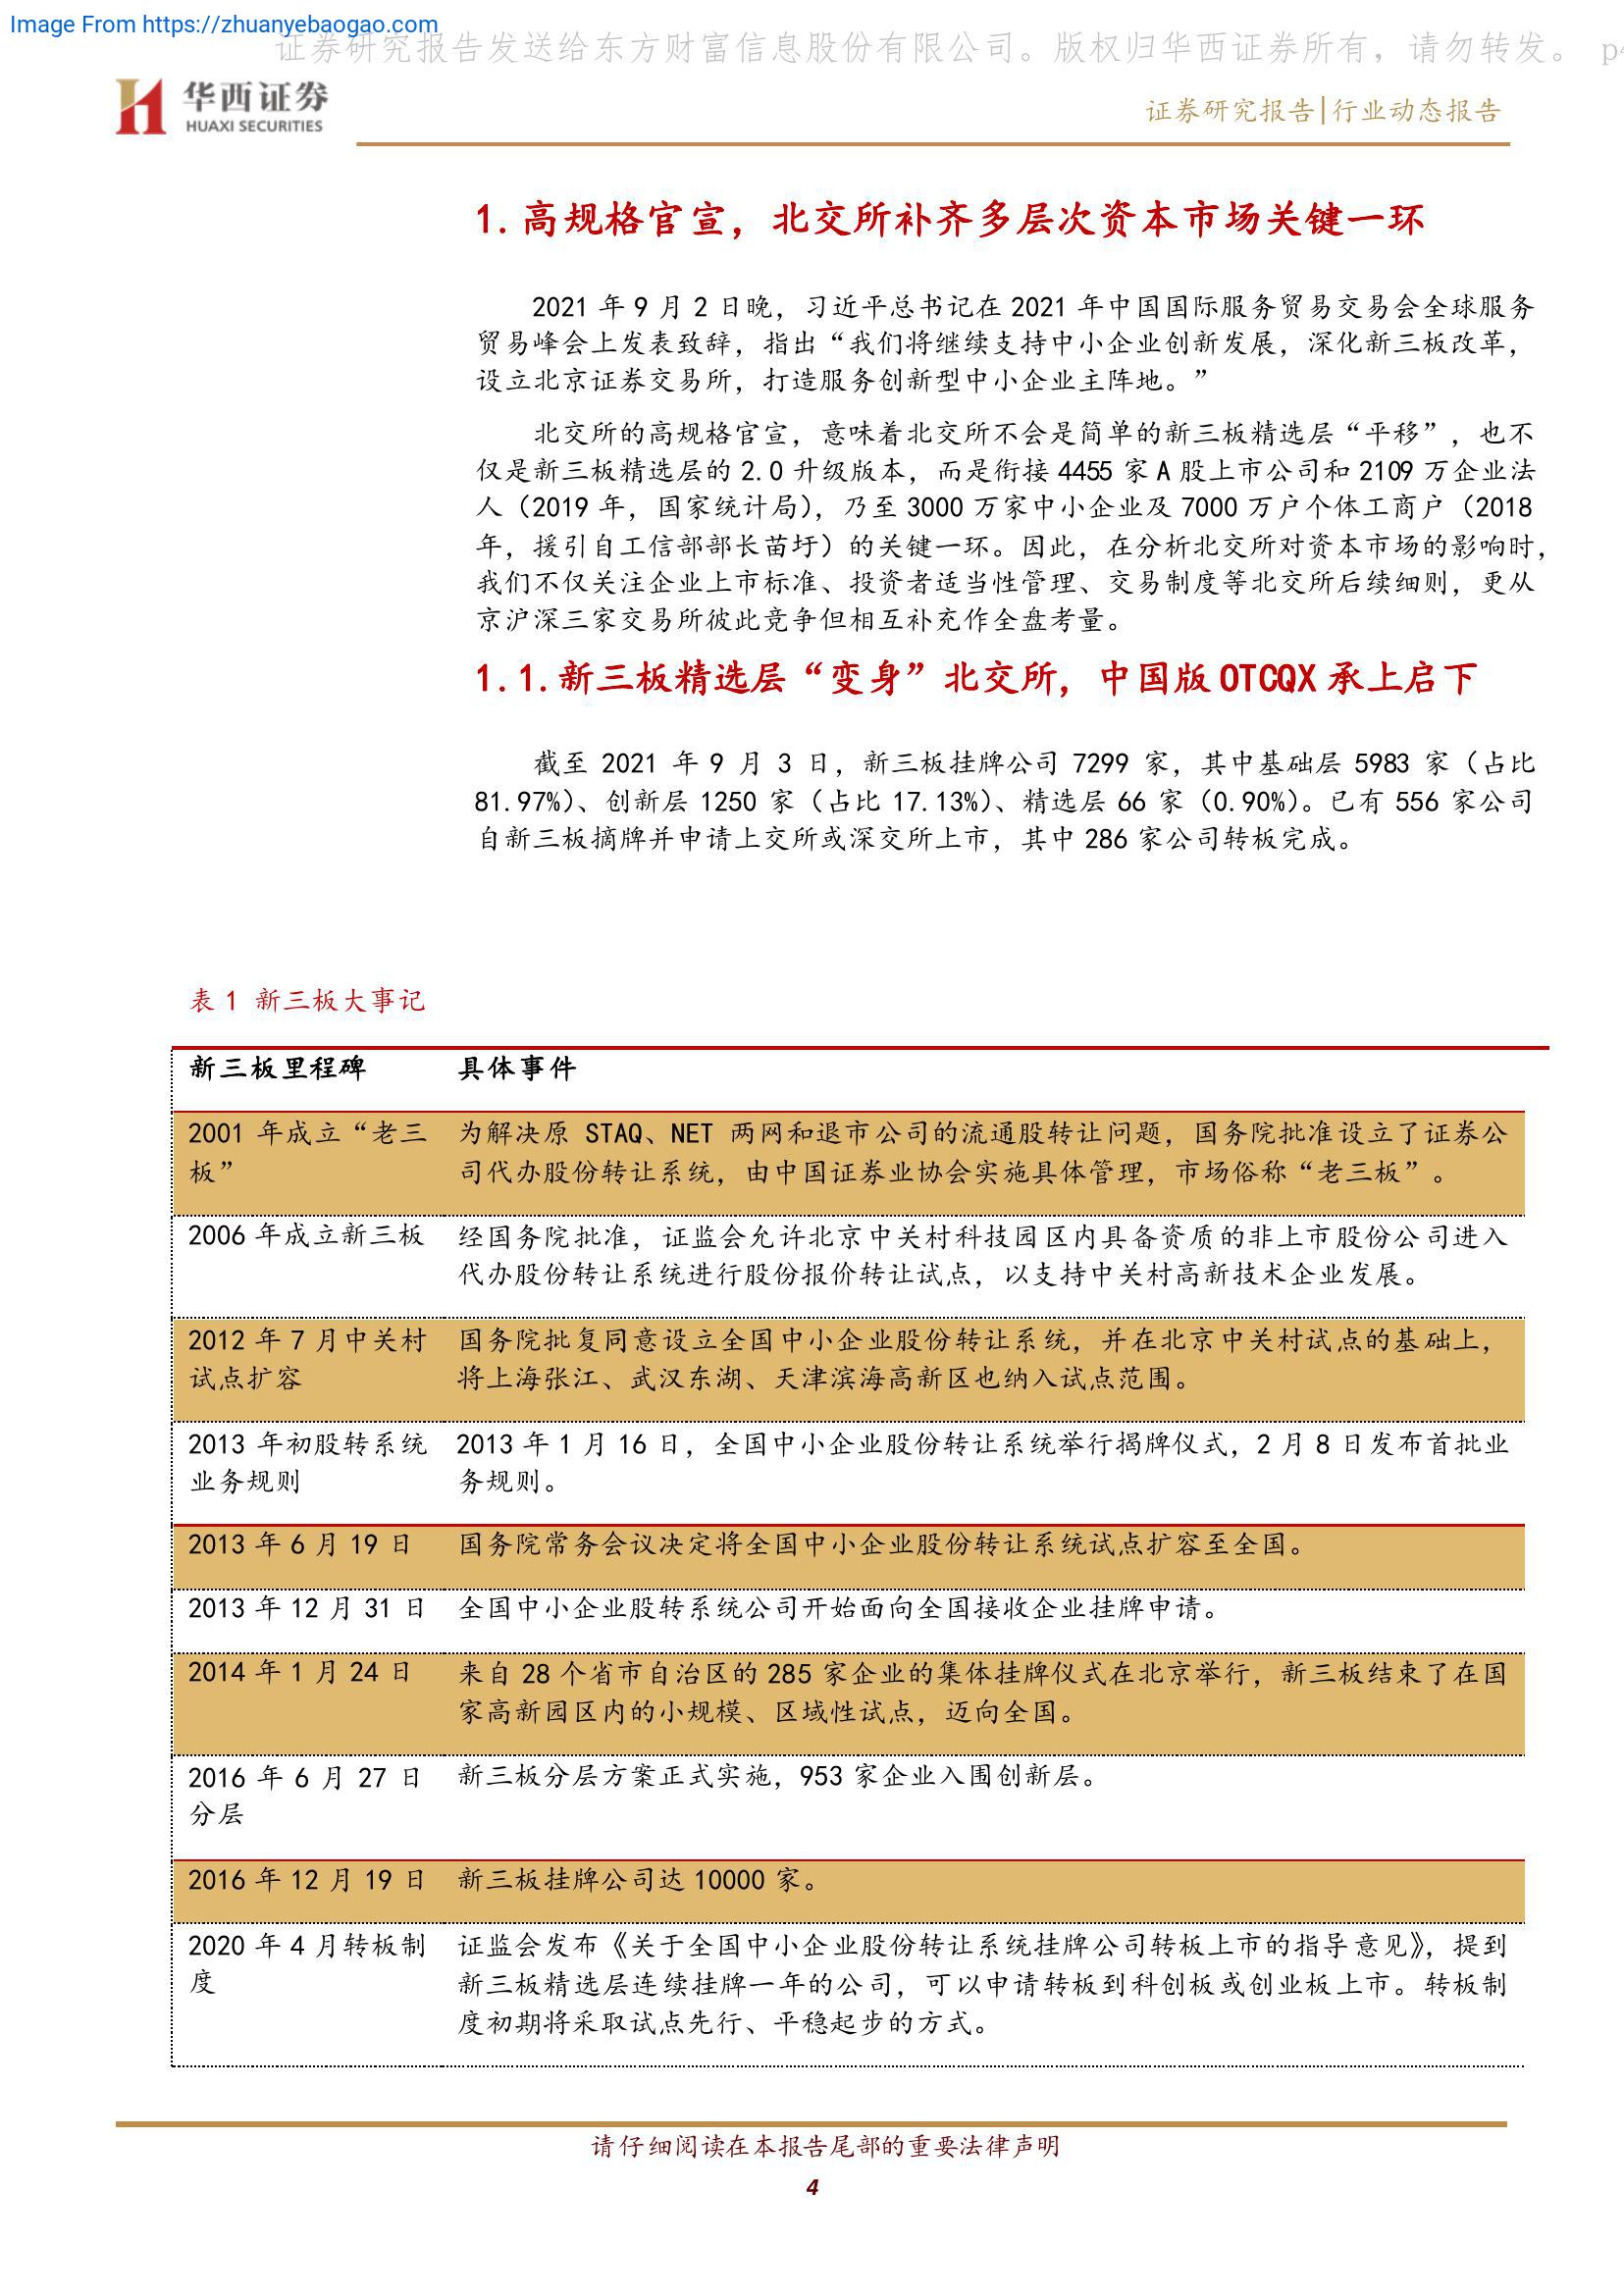 Image From https://zhuanyebaogao.com
证券研究报告发送给东方财富信息股份有限公司。版权归华西证券所有，请勿转发。 p4
华西证券
HUAXI SECURITIES
证券研究报告|行业动态报告
1.高规格官宣，北交所补齐多层次资本市场关键一环
2021 年 9 月 2 日晚，习近平总书记在 2021 年中国国际服务贸易交易会全球服务
贸易峰会上发表致辞，指出“我们将继续支持中小企业创新发展，深化新三板改革，
设立北京证券交易所，打造服务创新型中小企业主阵地。”
北交所的高规格官宣，意味着北交所不会是简单的新三板精选层“平移”，也不
仅是新三板精选层的 2.0 升级版本，而是衔接 4455 家 A 股上市公司和 2109 万企业法
人（2019 年，国家统计局），乃至 3000 万家中小企业及 7000 万户个体工商户（2018
年，援引自工信部部长苗圩）的关键一环。因此，在分析北交所对资本市场的影响时，
我们不仅关注企业上市标准、投资者适当性管理、交易制度等北交所后续细则，更从
京沪深三家交易所彼此竞争但相互补充作全盘考量。
1.1.新三板精选层“变身”北交所，中国版 OTCQX 承上启下
截至 2021 年 9 月 3 日，新三板挂牌公司 7299 家，其中基础层 5983 家（占比
81.97%）、创新层 1250 家（占比 17.13%）、精选层 66 家（0.90%）。已有 556 家公司
自新三板摘牌并申请上交所或深交所上市，其中 286 家公司转板完成。
表 1 新三板大事记
新三板里程碑 具体事件
2001 年成立“老三 为解决原 STAQ、NET 两网和退市公司的流通股转让问题，国务院批准设立了证券公
板” 司代办股份转让系统，由中国证券业协会实施具体管理，市场俗称“老三板”。
2006 年成立新三板 经国务院批准，证监会允许北京中关村科技园区内具备资质的非上市股份公司进入
代办股份转让系统进行股份报价转让试点，以支持中关村高新技术企业发展。
2012 年 7 月中关村 国务院批复同意设立全国中小企业股份转让系统，并在北京中关村试点的基础上，
试点扩容 将上海张江、武汉东湖、天津滨海高新区也纳入试点范围。
2013 年初股转系统 2013 年 1 月 16 日，全国中小企业股份转让系统举行揭牌仪式，2 月 8 日发布首批业
业务规则 务规则。
2013 年 6 月 19 日 国务院常务会议决定将全国中小企业股份转让系统试点扩容至全国。
2013 年 12 月 31 日 全国中小企业股转系统公司开始面向全国接收企业挂牌申请。
2014 年 1 月 24 日 来自 28 个省市自治区的 285 家企业的集体挂牌仪式在北京举行，新三板结束了在国
家高新园区内的小规模、区域性试点，迈向全国。
2016 年 6 月 27 日 新三板分层方案正式实施，953 家企业入围创新层。
分层
2016 年 12 月 19 日 新三板挂牌公司达 10000 家。
2020 年 4 月转板制 证监会发布《关于全国中小企业股份转让系统挂牌公司转板上市的指导意见》，提到
度 新三板精选层连续挂牌一年的公司，可以申请转板到科创板或创业板上市。转板制
度初期将采取试点先行、平稳起步的方式。
请仔细阅读在本报告尾部的重要法律声明
4